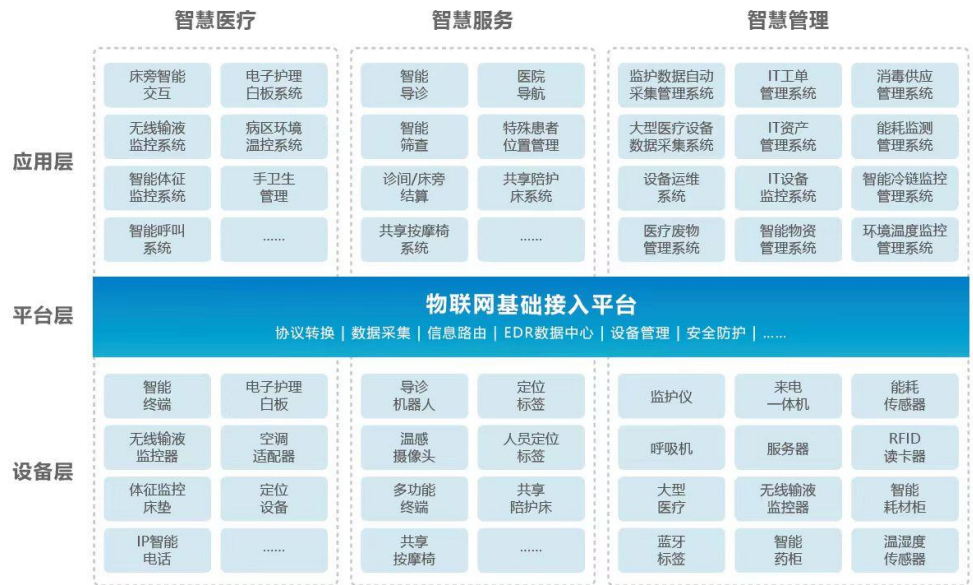 智慧医疗
智慧服务
智慧管理
应用层
床旁智能
交互
电子护理
白板系统
无线输液
监控系统
病区环境
温控系统
智能体征
监控系统
手卫生
管理
智能呼叫
系统
……
智能
导诊
医院
导航
智能
筛查
特殊患者
位置管理
诊间/床旁
结算
共享陪护
床系统
共享按摩椅
系统
……
监护数据自动
采集管理系统
IT工单
管理系统
消毒供应
管理系统
大型医疗设备
数据采集系统
IT资产
管理系统
能耗监测
管理系统
设备运维
系统
IT设备
监控系统
智能冷链监控
管理系统
医疗废物
管理系统
智能物资
管理系统
环境温度监控
管理系统
平台层
物联网基础接入平台
协议转换 | 数据采集 | 信息路由 | EDR数据中心 | 设备管理 | 安全防护 | ……
设备层
智能
终端
电子护理
白板
无线输液
监控器
空调
适配器
体征监控
床垫
定位
设备
IP智能
电话
……
导诊
机器人
定位
标签
温感
摄像头
人员定位
标签
多功能
终端
共享
陪护床
共享
按摩椅
……
监护仪
来电
一体机
能耗
传感器
呼吸机
服务器
RFID
读卡器
大型
医疗
无线输液
监控器
智能
耗材柜
蓝牙
标签
智能
药柜
温湿度
传感器